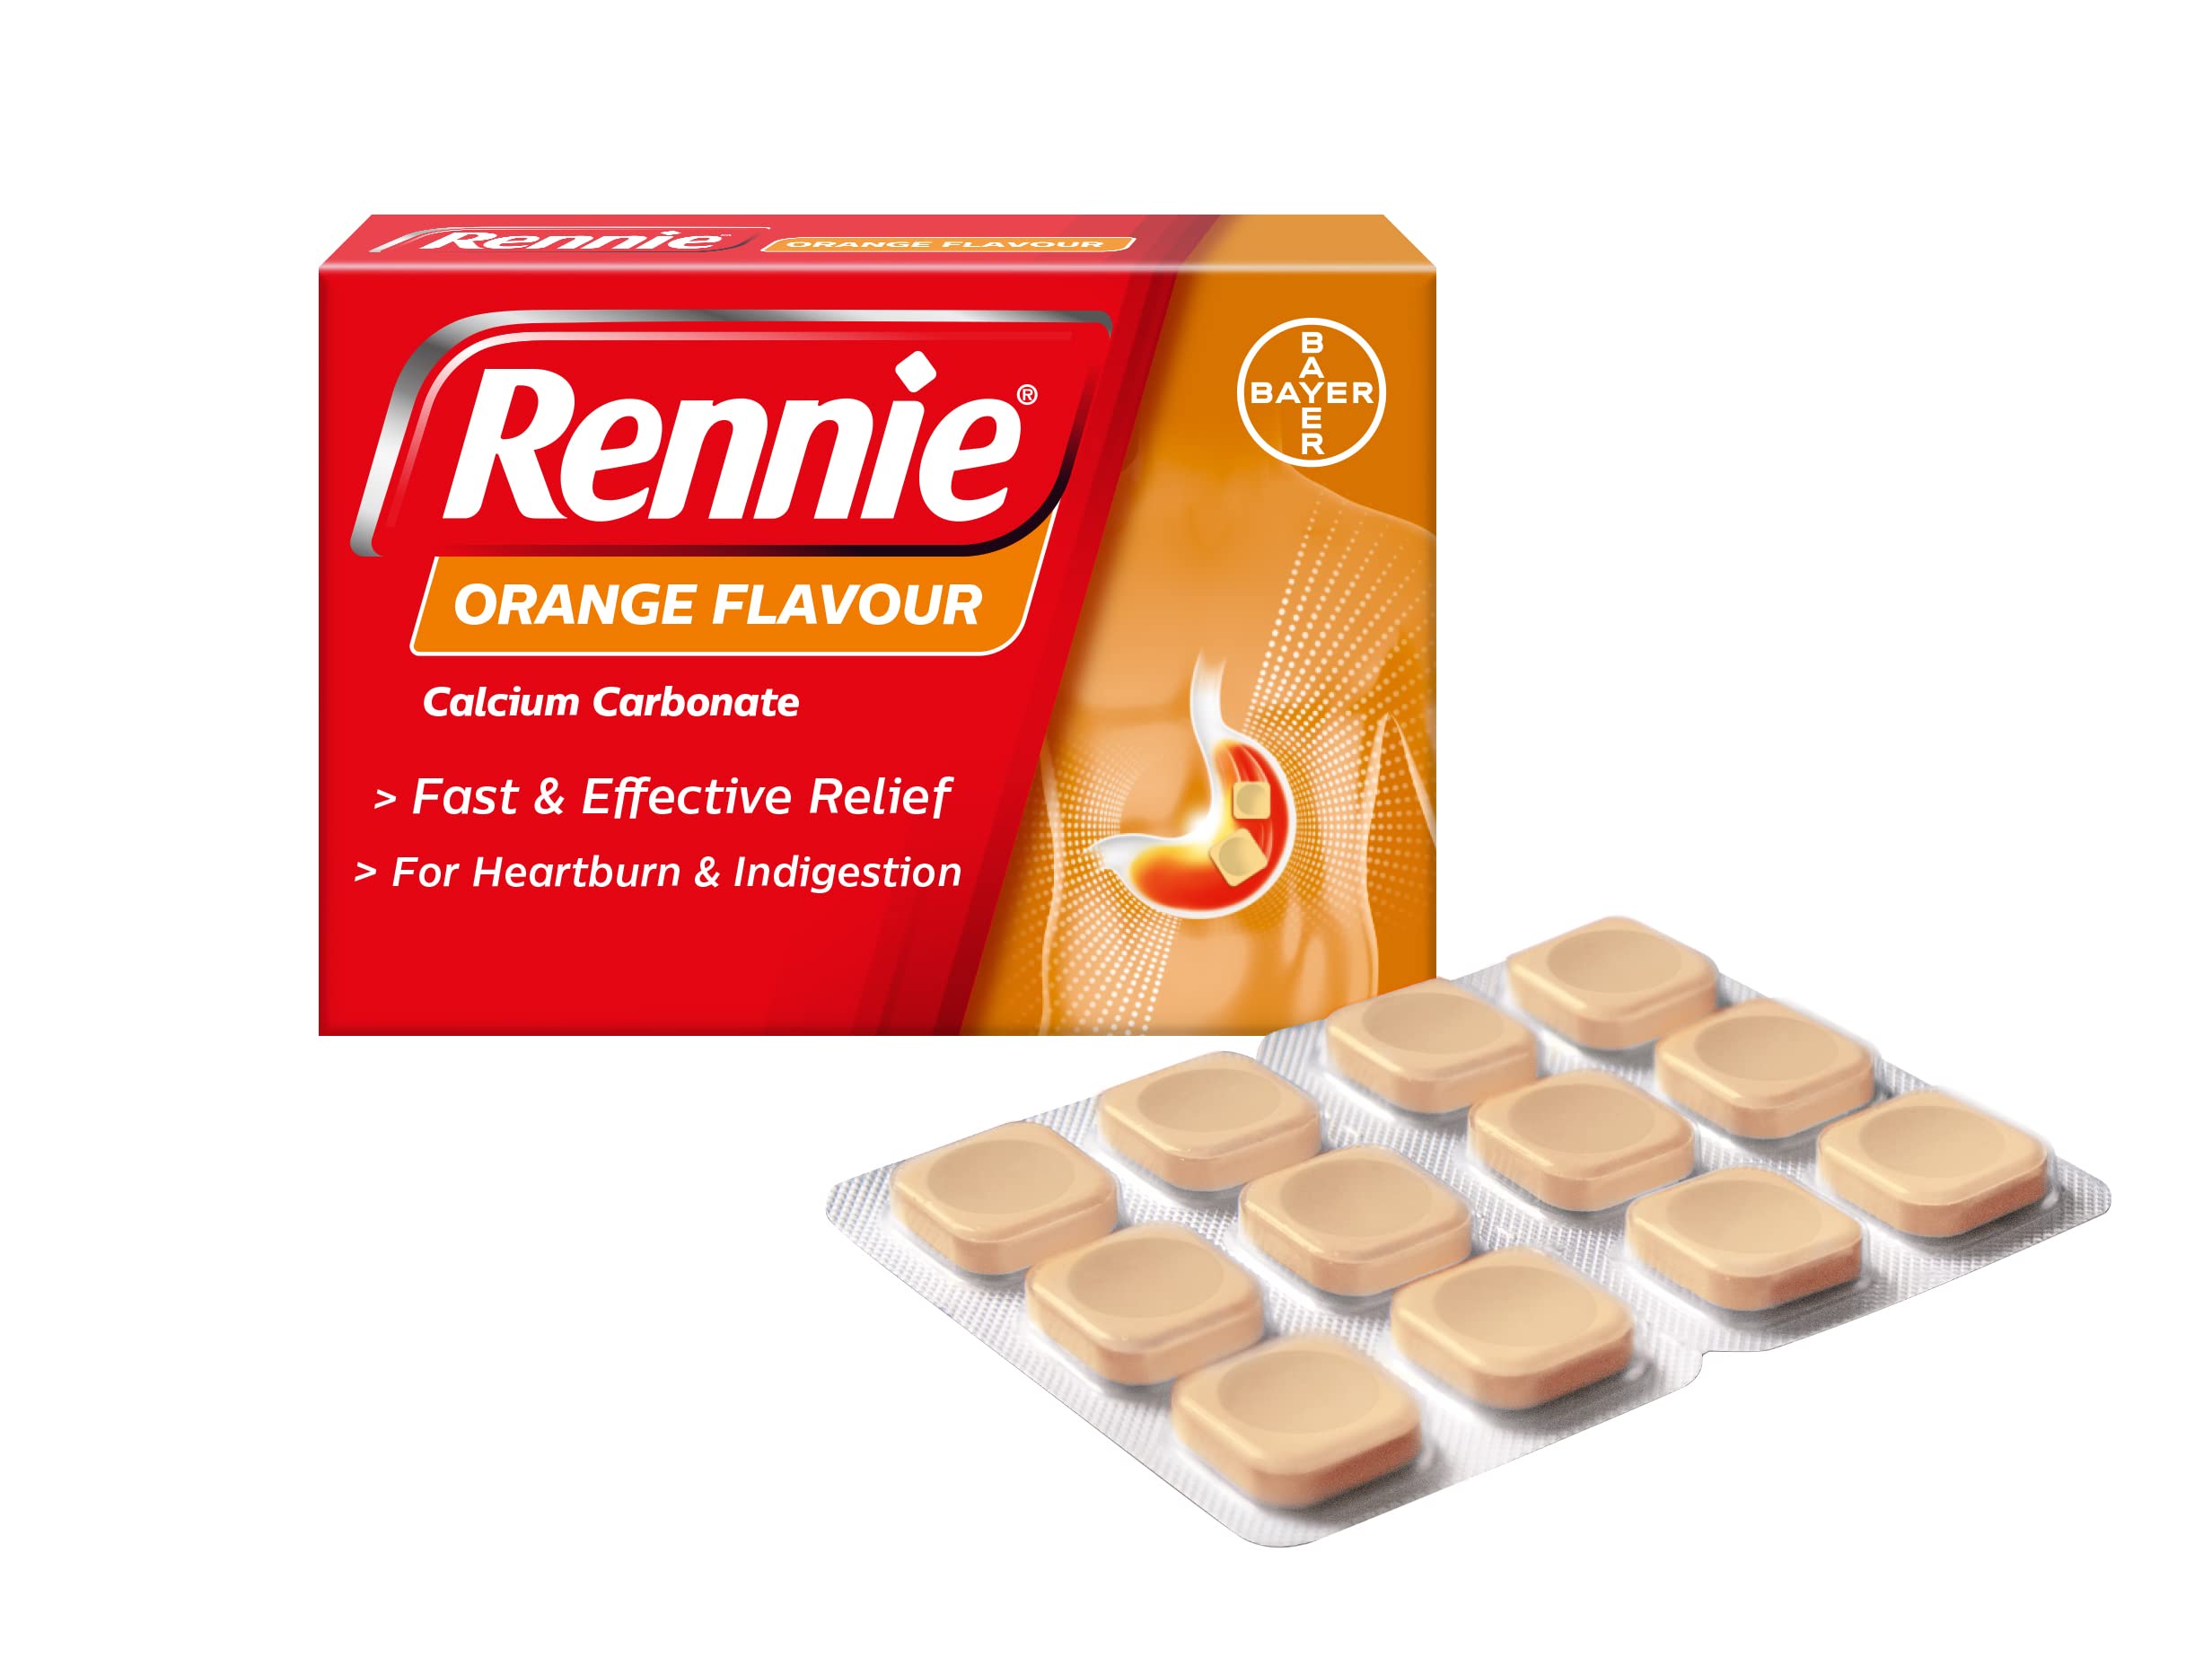 Rennie ORANGE FLAVOUR
Rennie®
BAYER
BAYER
ORANGE FLAVOUR
Calcium Carbonate
> Fast & Effective Relief
> For Heartburn & Indigestion